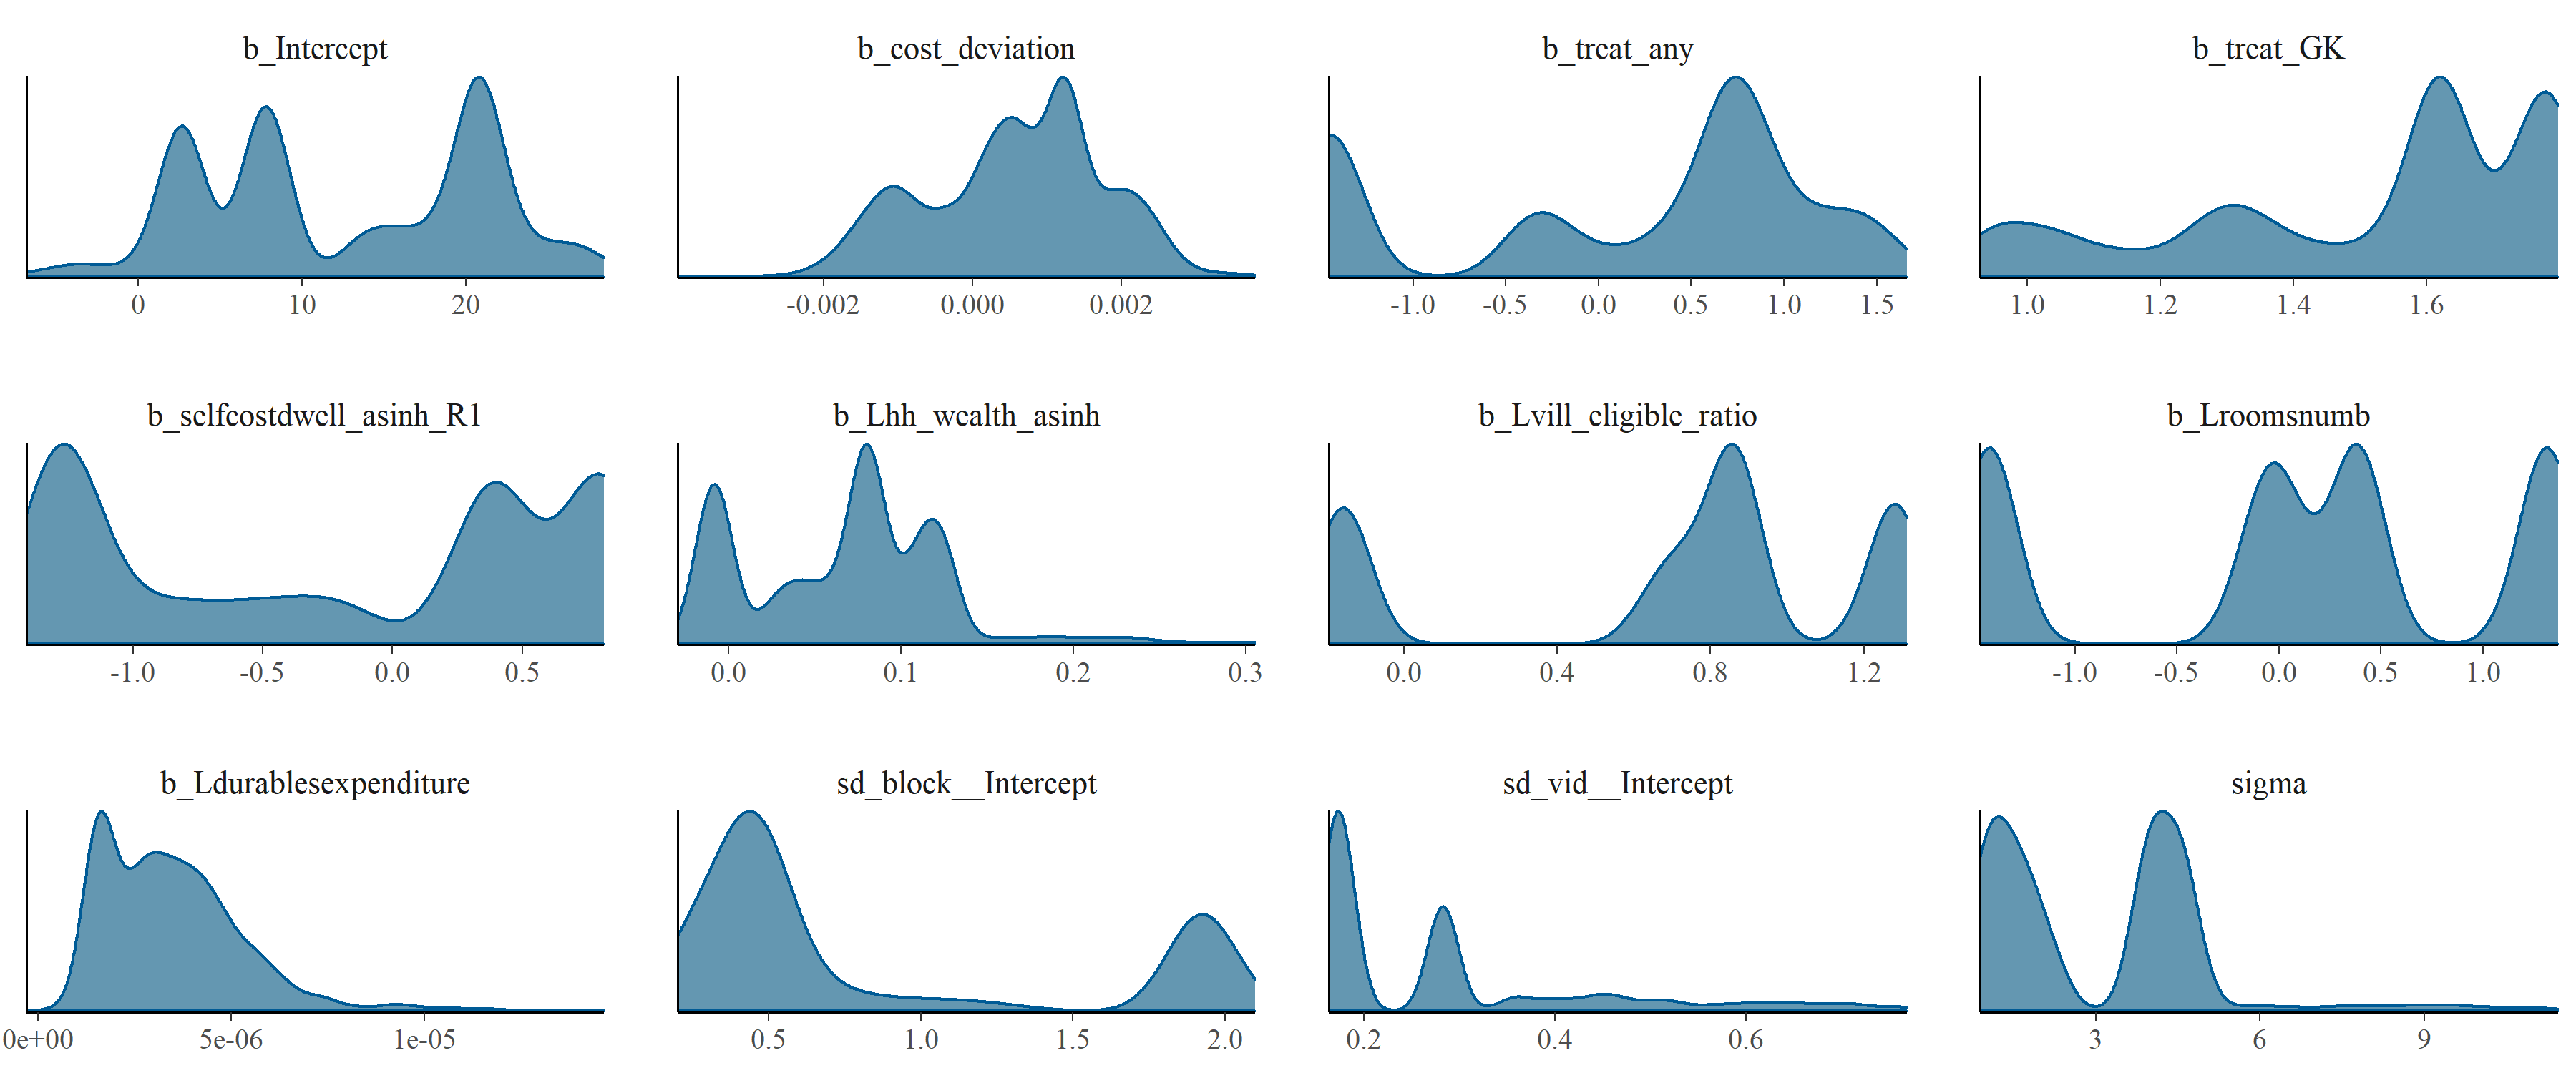 b_Intercept b_cost_deviation b_treat_any b_treat_GK
0 10 20 -0.002 0.000 0.002 -1.0 -0.5 0.0 0.5 1.0 1.5 1.0 1.2 1.4 1.6
b_selfcostdwell_asinh_R1 b_Lhh_wealth_asinh b_Lvill_eligible_ratio b_Lroomsnumb
-1.0 -0.5 0.0 0.5 0.0 0.1 0.2 0.3 0.0 0.4 0.8 1.2 -1.0 -0.5 0.0 0.5 1.0
b_Ldurablesexpenditure sd_block__Intercept sd_vid__Intercept sigma
0e+00 5e-06 1e-05 0.5 1.0 1.5 2.0 0.2 0.4 0.6 3 6 9